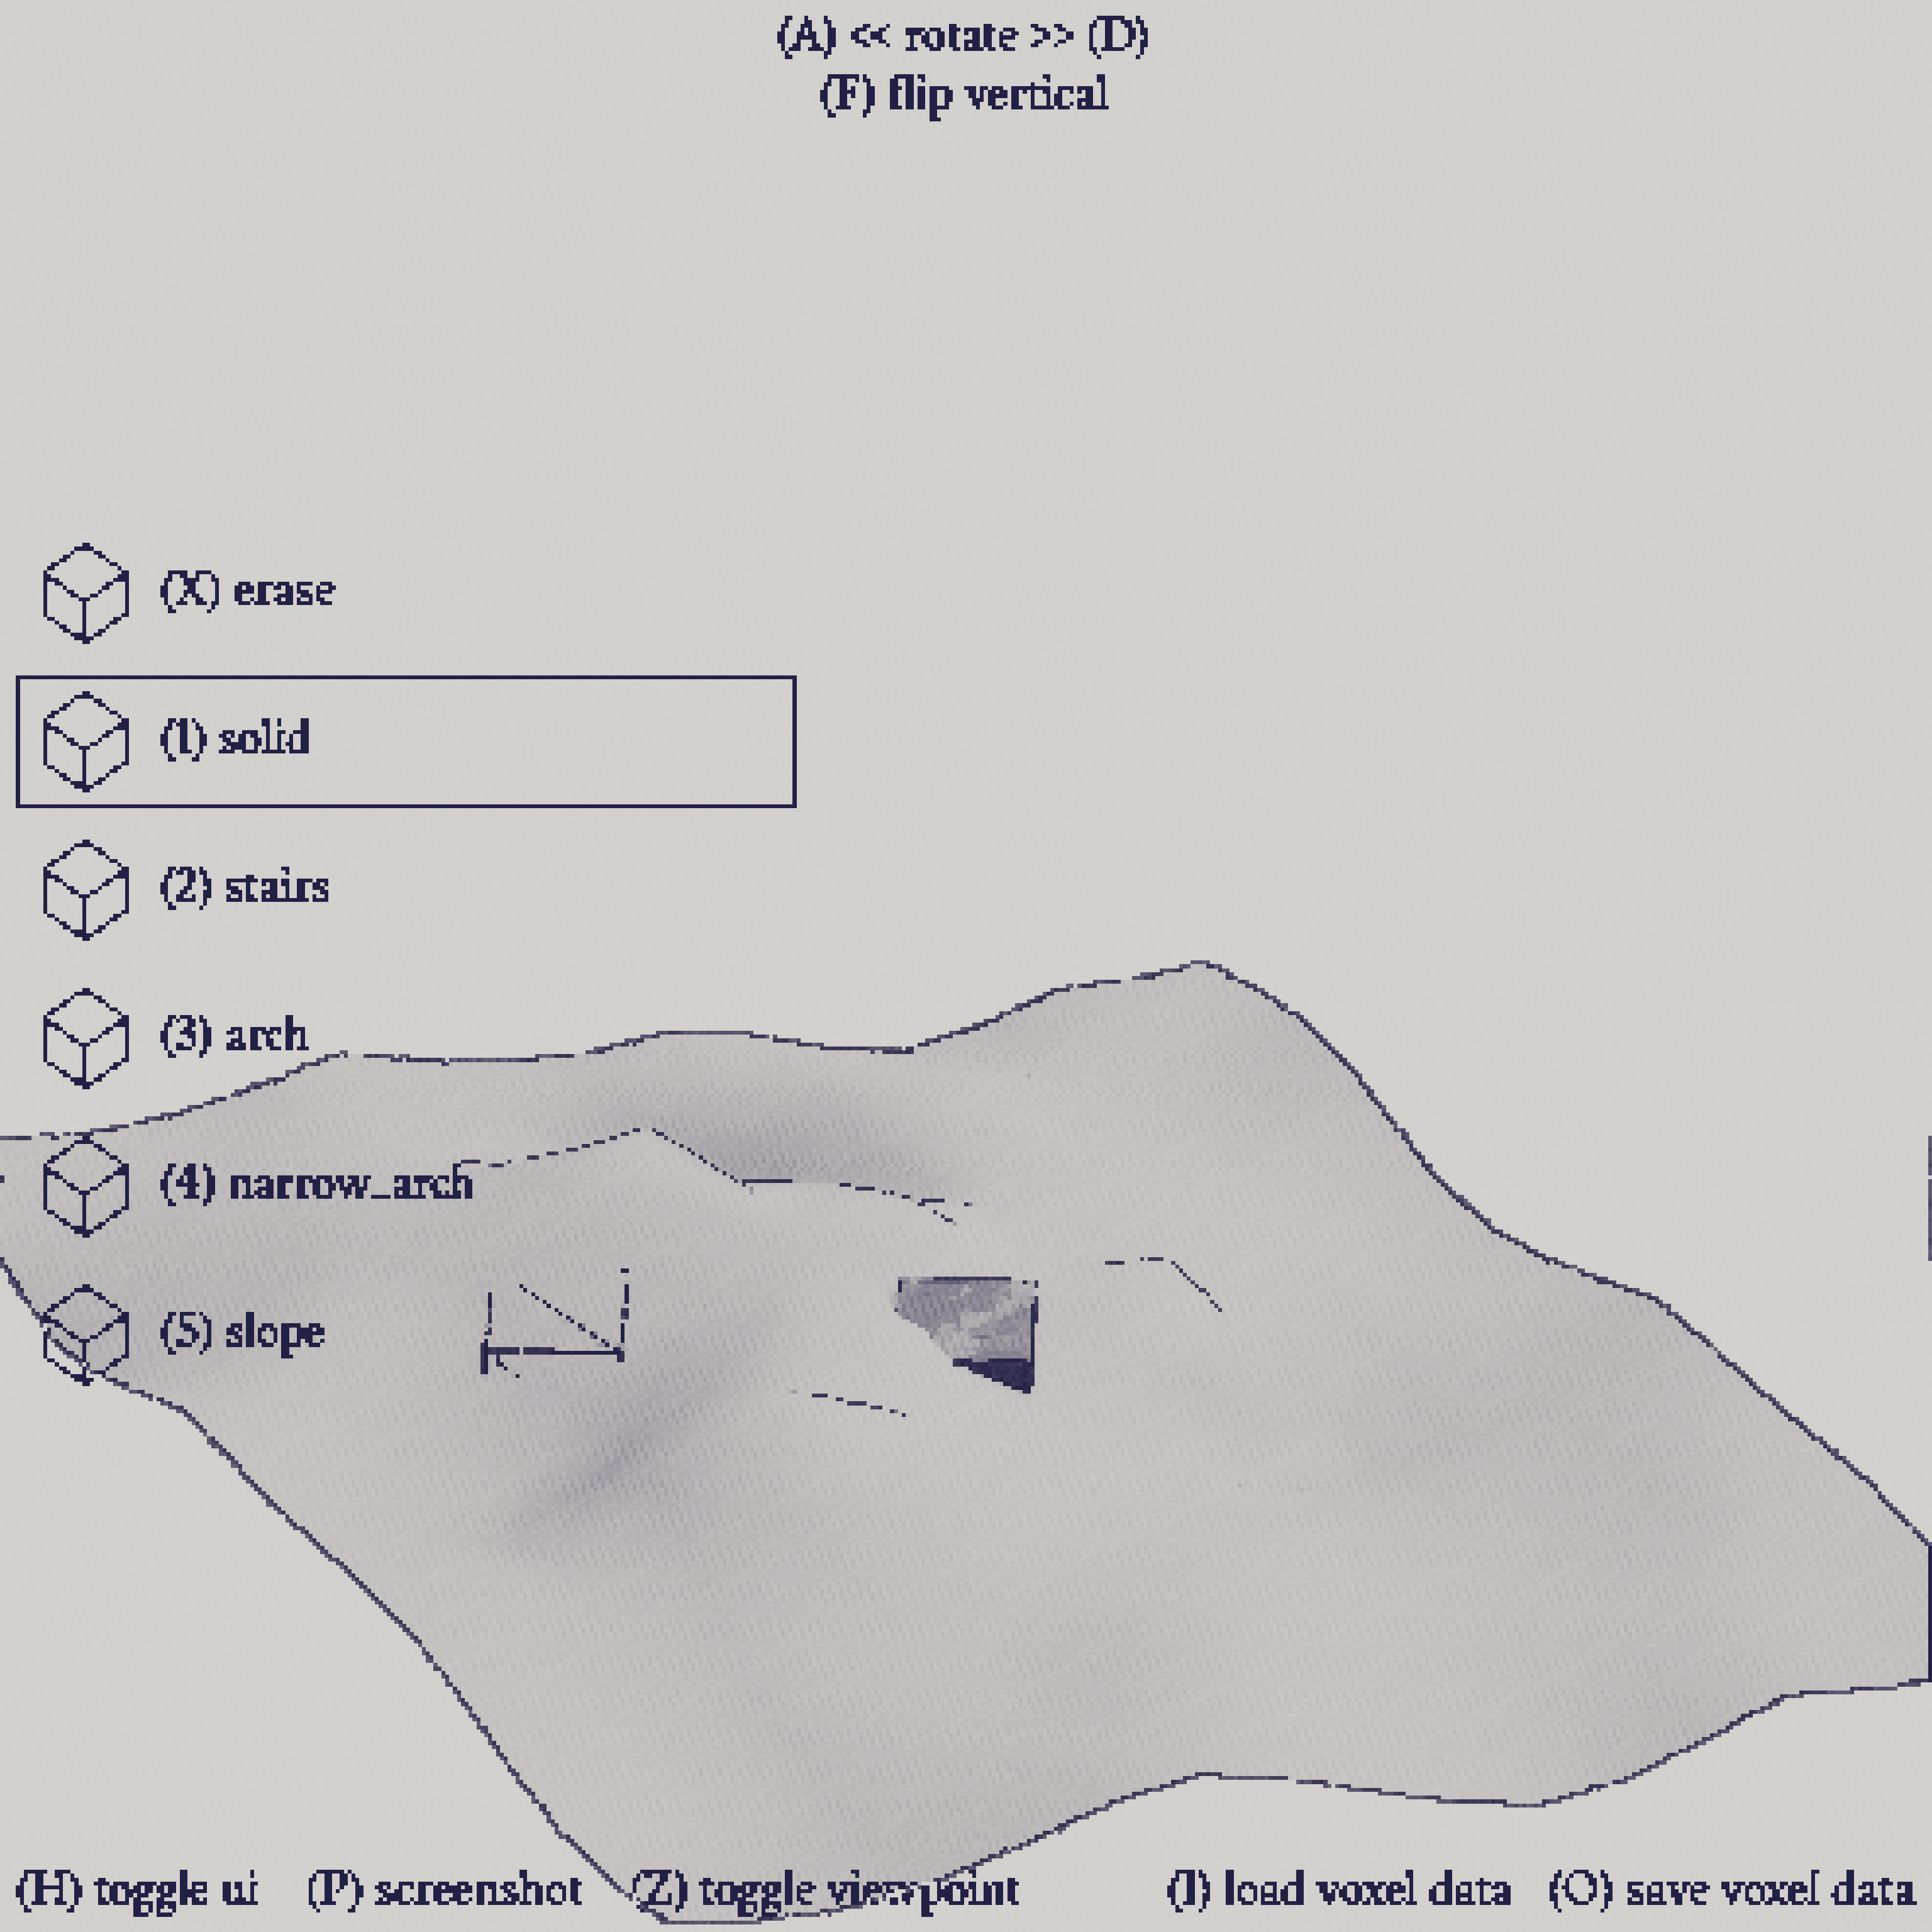 (A) << rotate >> (D)
(F) flip vertical
(X) erase
(1) solid
(2) stairs
(3) arch
(4) narrow_arch
(5) slope
(H) toggle ui (P) screenshot (Z) toggle viewpoint (I) load voxel data (O) save voxel data